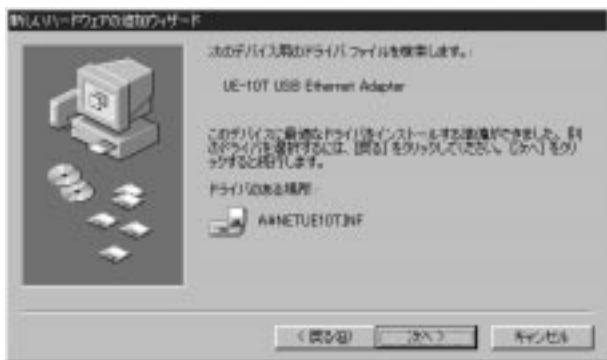 新しいハードウェアの追加ウィザード
次のデバイス用のドライバ ファイルを検索します。:
UE-10T USB Ethernet Adapter
このデバイスに最適なドライバをインストールする準備ができました。別
のドライバを選択するには、[戻る] をクリックしてください。[次へ] をクリ
ックすると続行します。
ドライバのある場所:
A:¥NETUE10T.INF
< 戻る(B)
次へ >
キャンセル